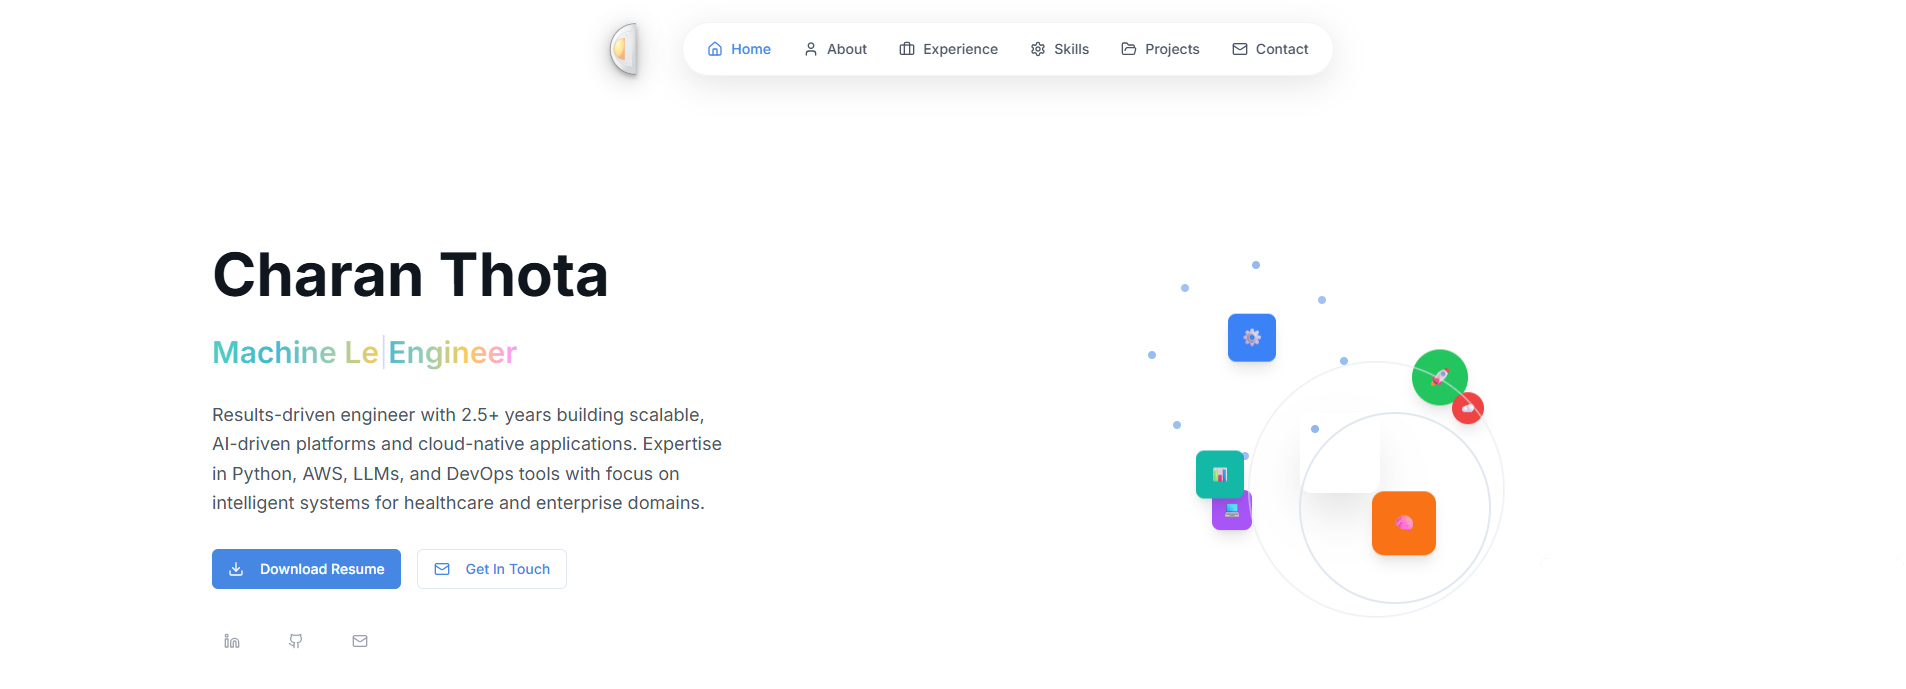 Home About Experience Skills Projects Contact
Charan Thota
Machine Le Engineer
Results-driven engineer with 2.5+ years building scalable,
AI-driven platforms and cloud-native applications. Expertise
in Python, AWS, LLMs, and DevOps tools with focus on
intelligent systems for healthcare and enterprise domains.
Download Resume Get In Touch